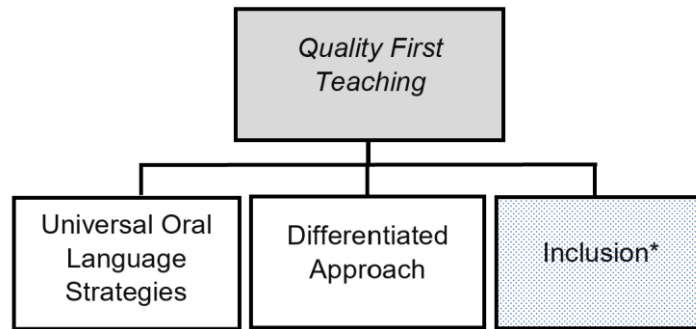 Quality First
Teaching
Universal Oral
Language
Strategies
Differentiated
Approach
Inclusion*